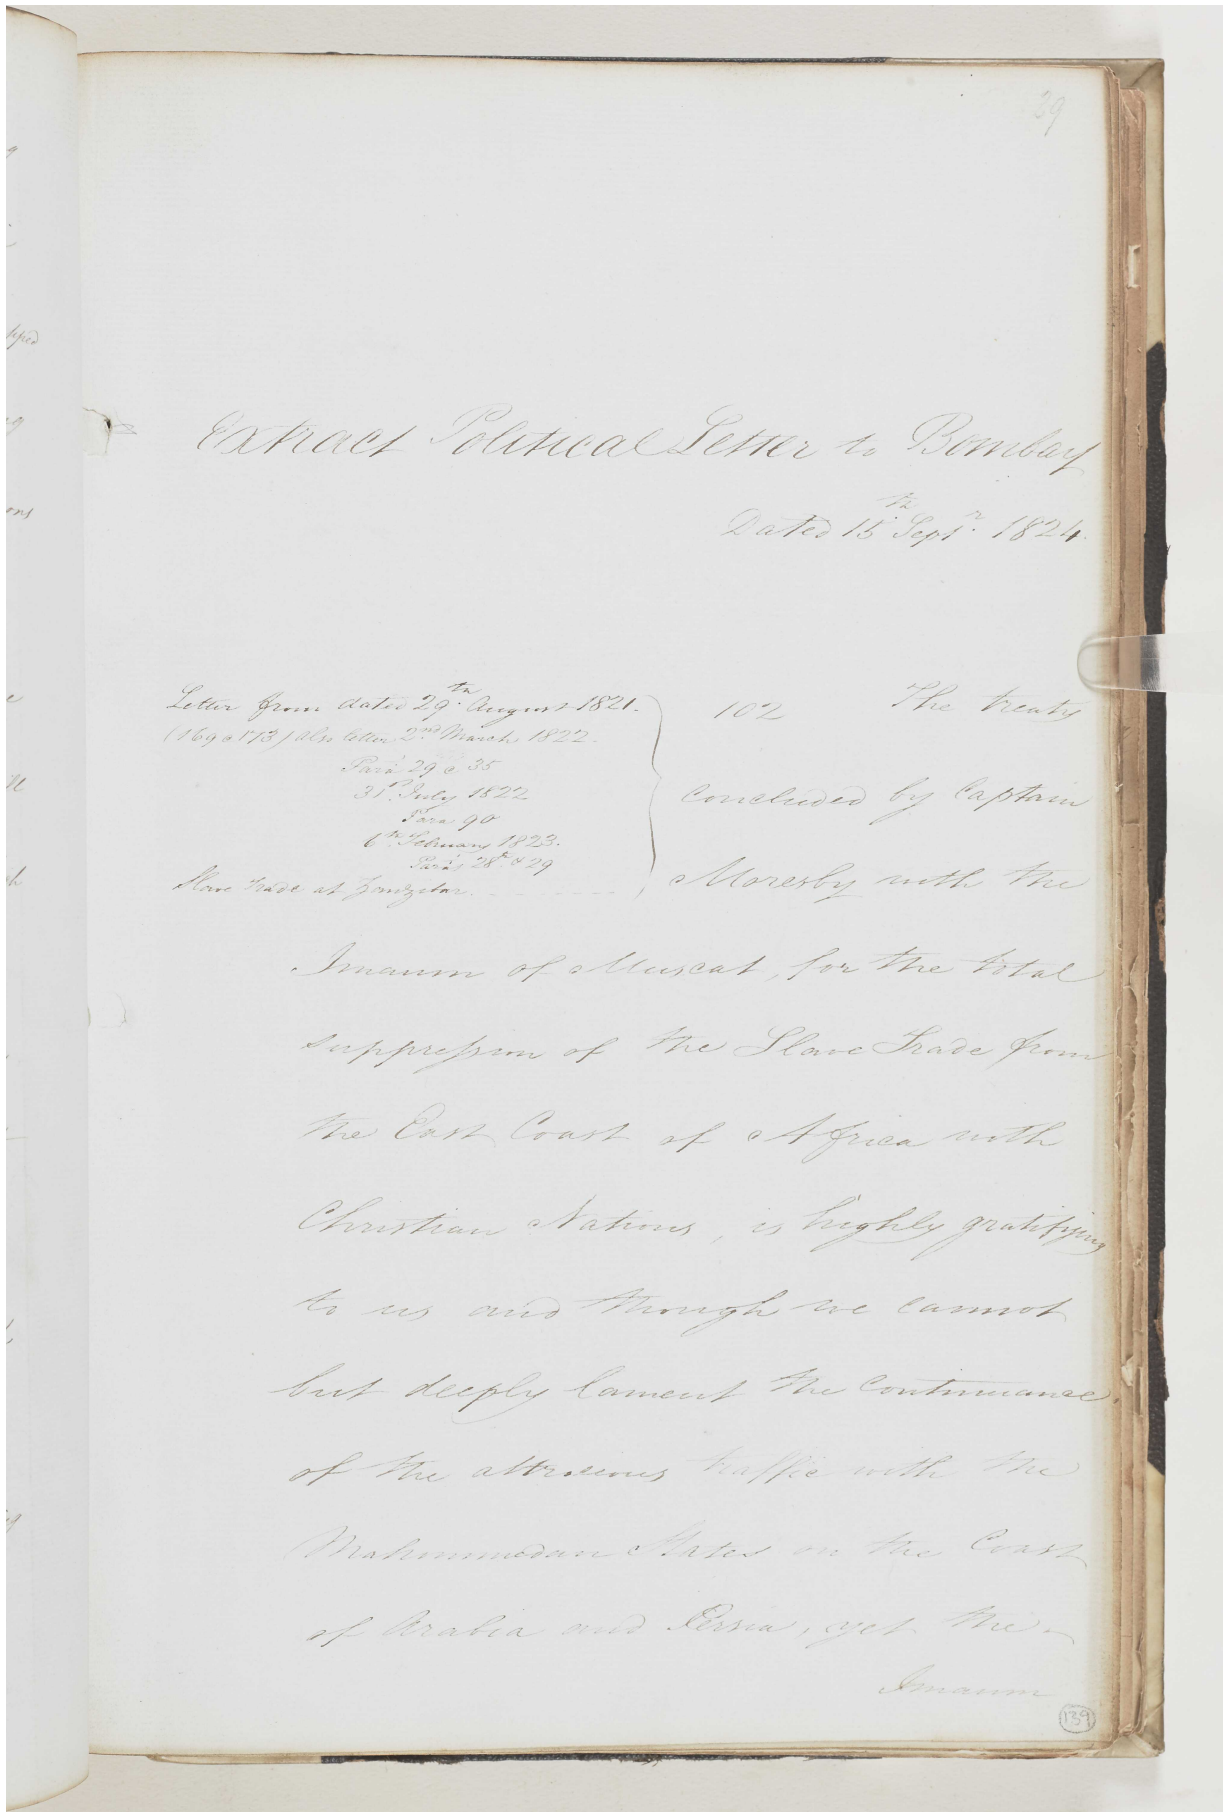 29
Extract Political Letter to Bombay
Dated 15th Septr. 1824.
Letter from dated 29th August 1821.
(169 a 173) also letter 2nd March 1822.
Para 29 a 35
31st July 1822
Para 90
6th February 1823.
Paras 28 & 29
Slave Trade at Zanzibar.
102 The treaty
concluded by Captain
Moresby with the
Imaum of Muscat, for the total
suppression of the Slave Trade from
the East Coast of Africa with
Christian Nations, is highly gratifying
to us and though we cannot
but deeply lament the continuance
of the attrocious traffic with the
Mahommedan States on the Coast
of Arabia and Persia, yet the
Imaum
139